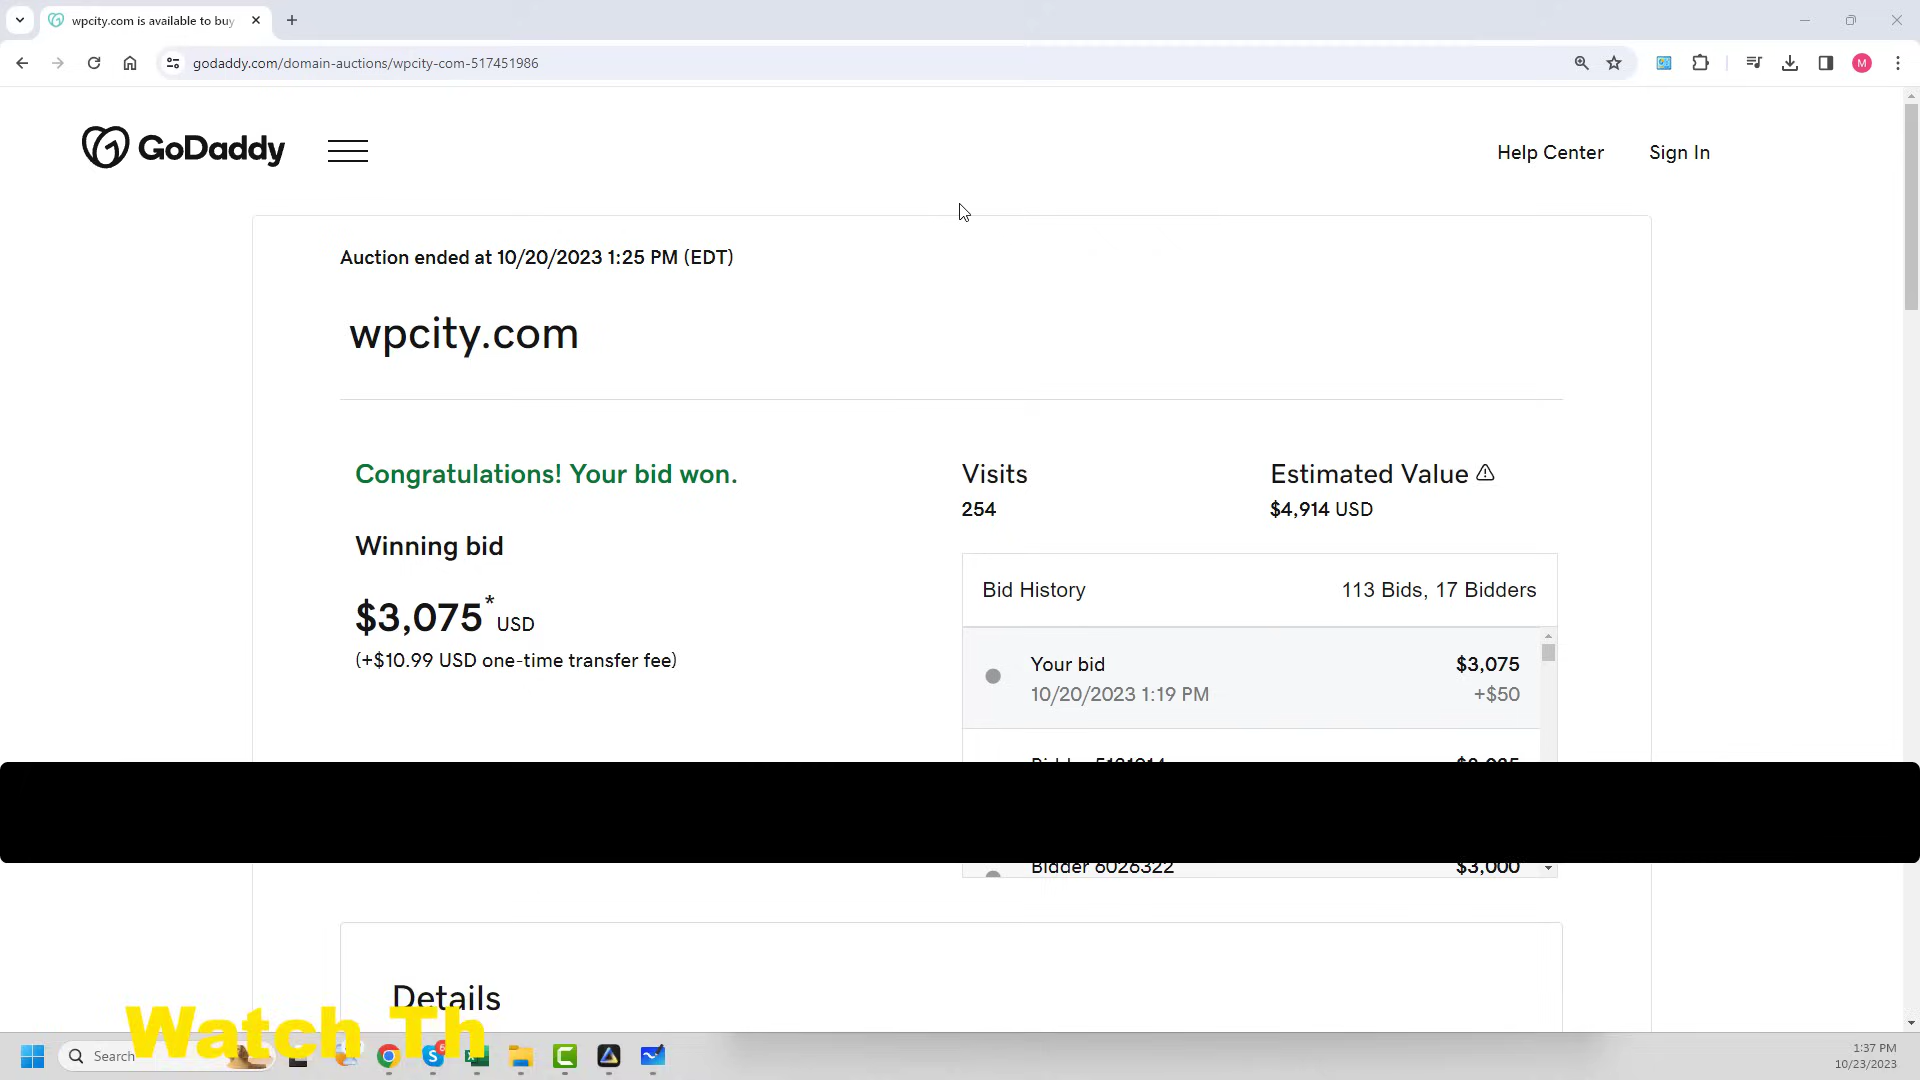 wpcity.com is available to buy
godaddy.com/domain-auctions/wpcity-com-517451986
M
GoDaddy
Help Center
Sign In
Auction ended at 10/20/2023 1:25 PM (EDT)
wpcity.com
Congratulations! Your bid won.
Visits
254
Estimated Value
$4,914 USD
Winning bid
$3,075* USD
(+$10.99 USD one-time transfer fee)
Bid History
113 Bids, 17 Bidders
Your bid
$3,075
10/20/2023 1:19 PM
+$50
Bidder 6026322
$3,000
Details
Watch Th
Search
1:37 PM
10/23/2023